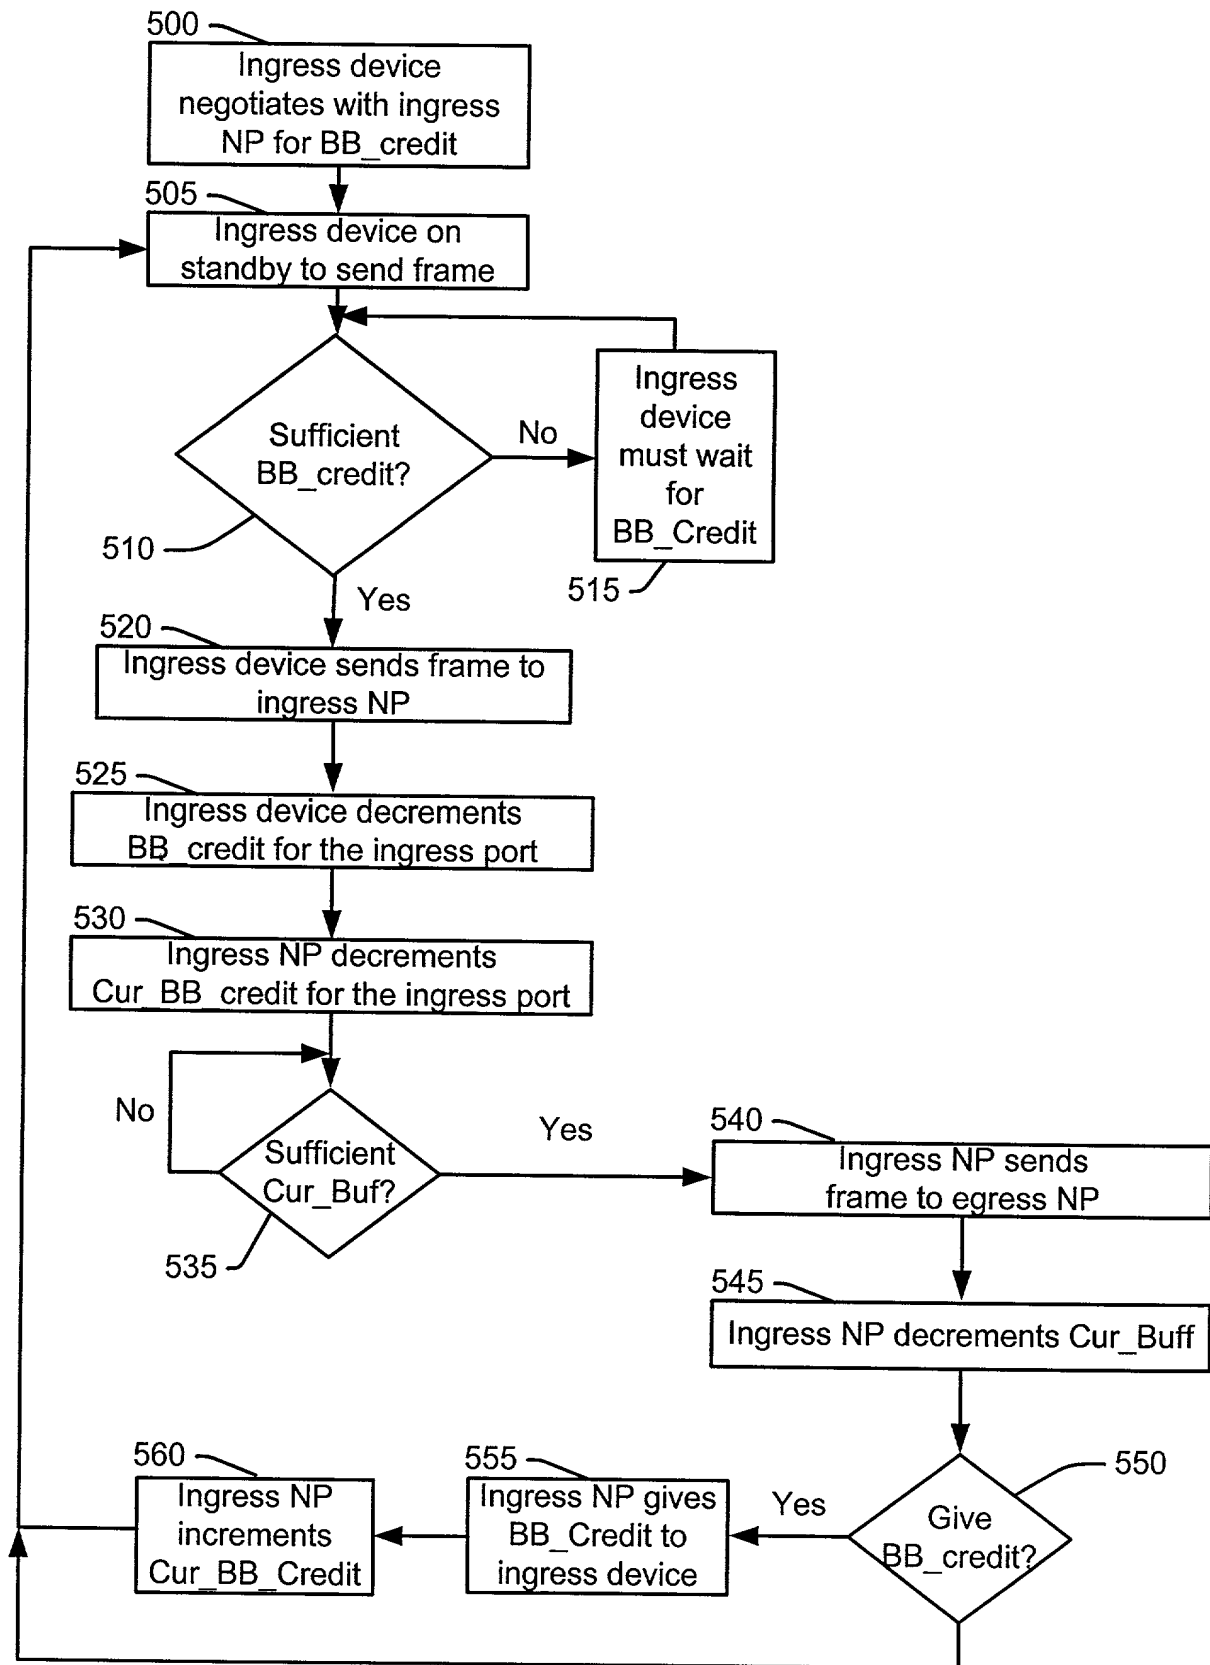 500
Ingress device
negotiates with ingress
NP for BB_credit
505
Ingress device on
standby to send frame
Sufficient
BB_credit?
510
No
Ingress
device
must wait
for
BB_Credit
515
Yes
520
Ingress device sends frame to
ingress NP
525
Ingress device decrements
BB_credit for the ingress port
530
Ingress NP decrements
Cur_BB_credit for the ingress port
No
Sufficient
Cur_Buf?
535
Yes
540
Ingress NP sends
frame to egress NP
545
Ingress NP decrements Cur_Buff
550
Give
BB_credit?
Yes
555
Ingress NP gives
BB_Credit to
ingress device
560
Ingress NP
increments
Cur_BB_Credit